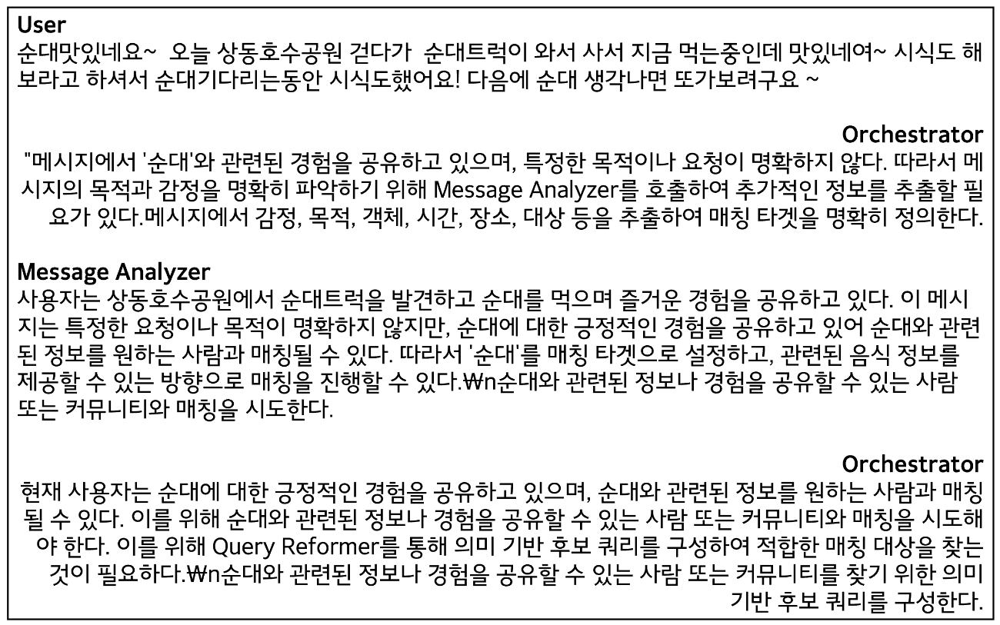 User
순대맛있네요~ 오늘 상동호수공원 걷다가 순대트럭이 와서 사서 지금 먹는중인데 맛있네여~ 시식도 해
보라고 하셔서 순대기다리는동안 시식도했어요! 다음에 순대 생각나면 또가보려구요 ~
Orchestrator
"메시지에서 '순대'와 관련된 경험을 공유하고 있으며, 특정한 목적이나 요청이 명확하지 않다. 따라서 메
시지의 목적과 감정을 명확히 파악하기 위해 Message Analyzer를 호출하여 추가적인 정보를 추출할 필
요가 있다.메시지에서 감정, 목적, 객체, 시간, 장소, 대상 등을 추출하여 매칭 타겟을 명확히 정의한다.
Message Analyzer
사용자는 상동호수공원에서 순대트럭을 발견하고 순대를 먹으며 즐거운 경험을 공유하고 있다. 이 메시
지는 특정한 요청이나 목적이 명확하지 않지만, 순대에 대한 긍정적인 경험을 공유하고 있어 순대와 관련
된 정보를 원하는 사람과 매칭될 수 있다. 따라서 '순대'를 매칭 타겟으로 설정하고, 관련된 음식 정보를
제공할 수 있는 방향으로 매칭을 진행할 수 있다.₩n순대와 관련된 정보나 경험을 공유할 수 있는 사람
또는 커뮤니티와 매칭을 시도한다.
Orchestrator
현재 사용자는 순대에 대한 긍정적인 경험을 공유하고 있으며, 순대와 관련된 정보를 원하는 사람과 매칭
될 수 있다. 이를 위해 순대와 관련된 정보나 경험을 공유할 수 있는 사람 또는 커뮤니티와 매칭을 시도해
야 한다. 이를 위해 Query Reformer를 통해 의미 기반 후보 쿼리를 구성하여 적합한 매칭 대상을 찾는
것이 필요하다.₩n순대와 관련된 정보나 경험을 공유할 수 있는 사람 또는 커뮤니티를 찾기 위한 의미
기반 후보 쿼리를 구성한다.